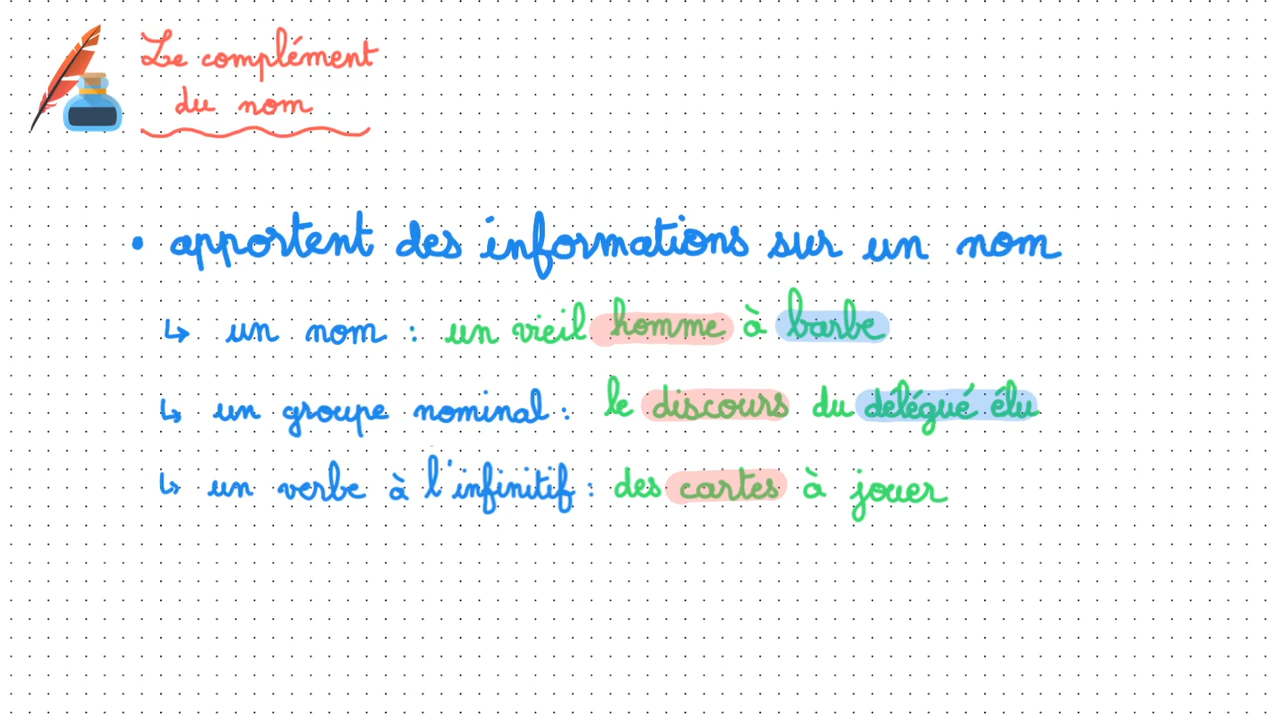 Le complément
du nom
• apportent des informations sur un nom
↳ un nom : un vieil homme à barbe
↳ un groupe nominal : le discours du délégué élu
↳ un verbe à l'infinitif : des cartes à jouer